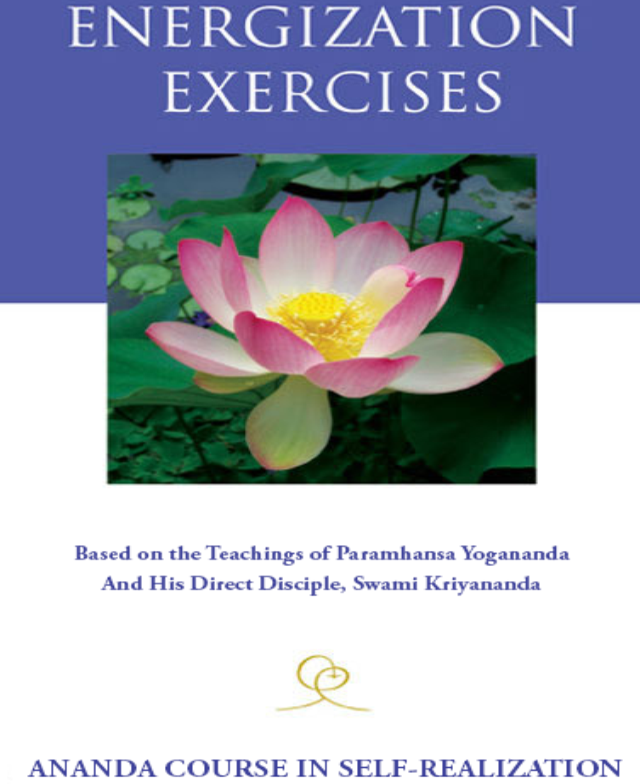 ENERGIZATION
EXERCISES
Based on the Teachings of Paramhansa Yogananda
And His Direct Disciple, Swami Kriyananda
ANANDA COURSE IN SELF-REALIZATION